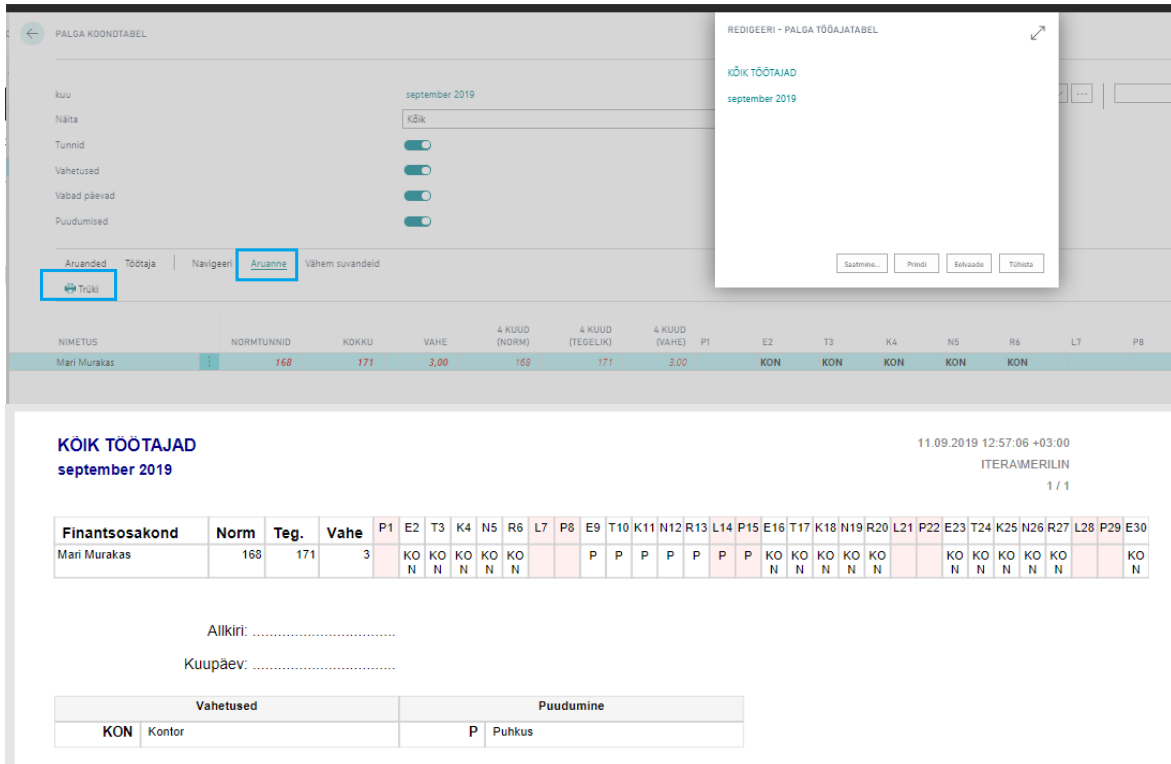 PALGA KOONDTABEL
kuu september 2019
Näita Kõik
Tunnid
Vahetused
Vabad päevad
Puudumised
Aruanded Töötaja Navigeeri Aruanne Vähem suvandeid
Trüki
REDIGEERI - PALGA TÖÖAJATABEL
KÕIK TÖÖTAJAD
september 2019
Saatmine... Prindi Eelvaade Tühista
NIMETUS NORMTUNNID KOKKU VAHE 4 KUUD (NORM) 4 KUUD (TEGELIK) 4 KUUD (VAHE) P1 E2 T3 K4 N5 R6 L7 P8
Mari Murakas 168 171 3,00 168 171 3,00 KON KON KON KON KON
KÕIK TÖÖTAJAD
september 2019
11.09.2019 12:57:06 +03:00
ITERA\MERILIN
1 / 1
Finantsosakond Norm Teg. Vahe P1 E2 T3 K4 N5 R6 L7 P8 E9 T10 K11 N12 R13 L14 P15 E16 T17 K18 N19 R20 L21 P22 E23 T24 K25 N26 R27 L28 P29 E30
Mari Murakas 168 171 3 KO KO KO KO KO P P P P P P P KO KO KO KO KO KO KO KO KO KO KO
N N N N N N N N N N N N N N N N
Allkiri: ..................................
Kuupäev: ..................................
Vahetused Puudumine
KON Kontor P Puhkus